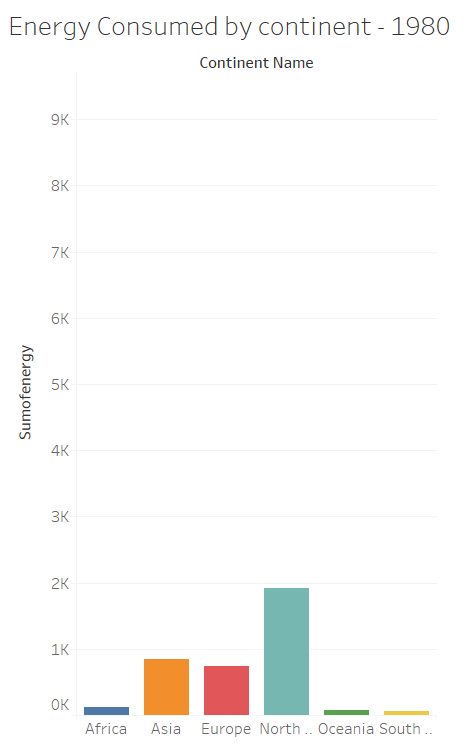 Energy Consumed by continent - 1980
Continent Name
9K
8K
7K
6K
5K
4K
3K
2K
1K
0K
Sumofenergy
Africa Asia Europe North .. Oceania South ..